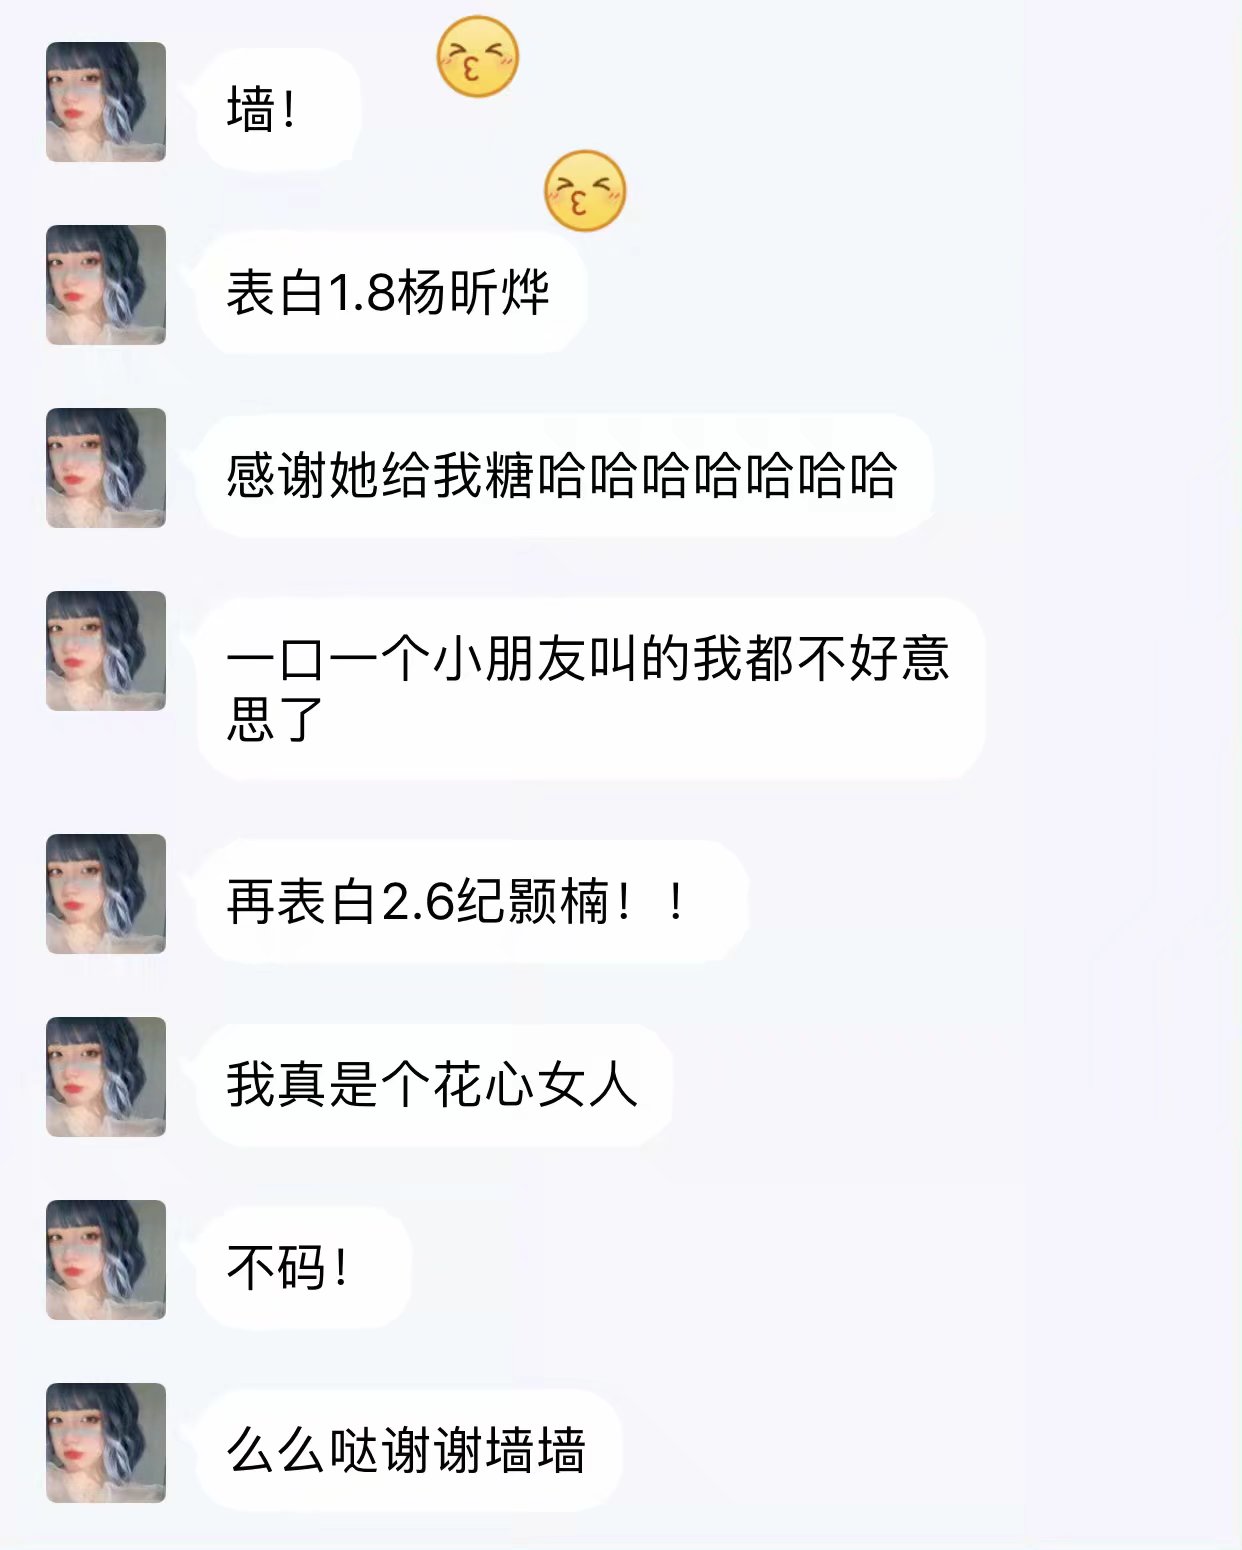 墙！
表白1.8杨昕烨
感谢她给我糖哈哈哈哈哈哈哈
一口一个小朋友叫的我都不好意
思了
再表白2.6纪颢楠！！
我真是个花心女人
不码！
么么哒谢谢墙墙